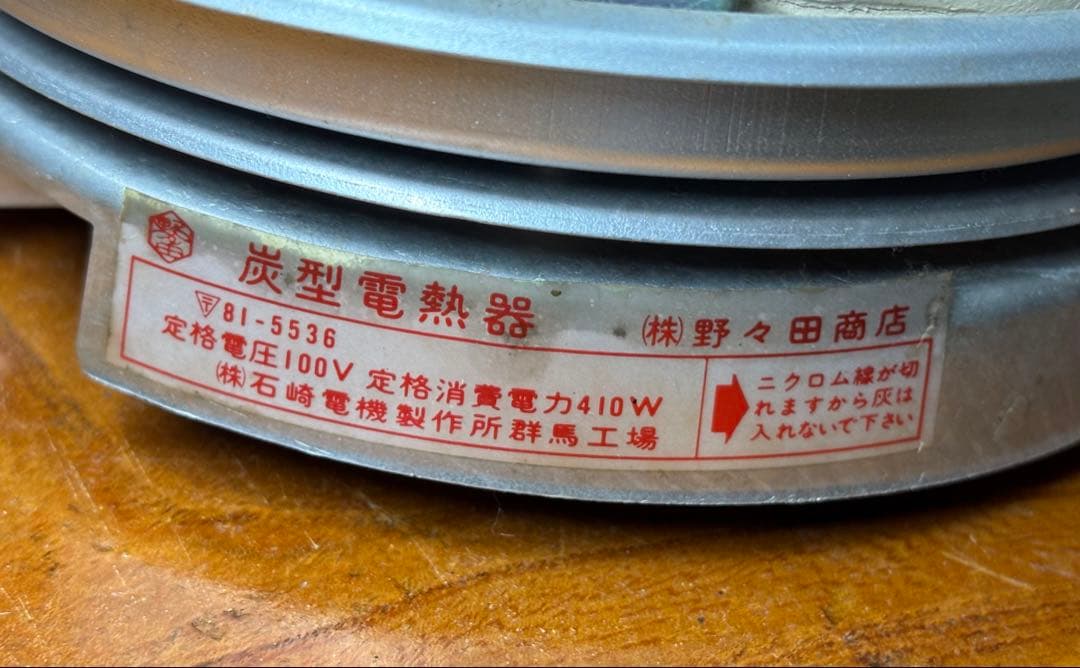 炭型電熱器 (株)野々田商店
〒81-5536
定格電圧100V 定格消費電力410W
(株)石崎電機製作所群馬工場
ニクロム線が切
れますから灰は
入れないで下さい